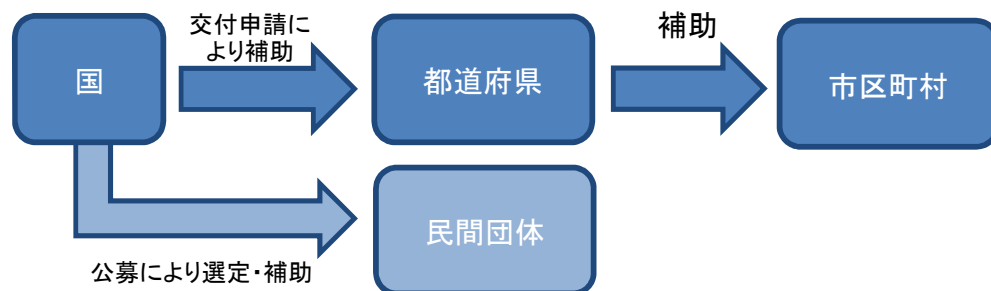 交付申請に
より補助
補助
国
都道府県
市区町村
民間団体
公募により選定・補助